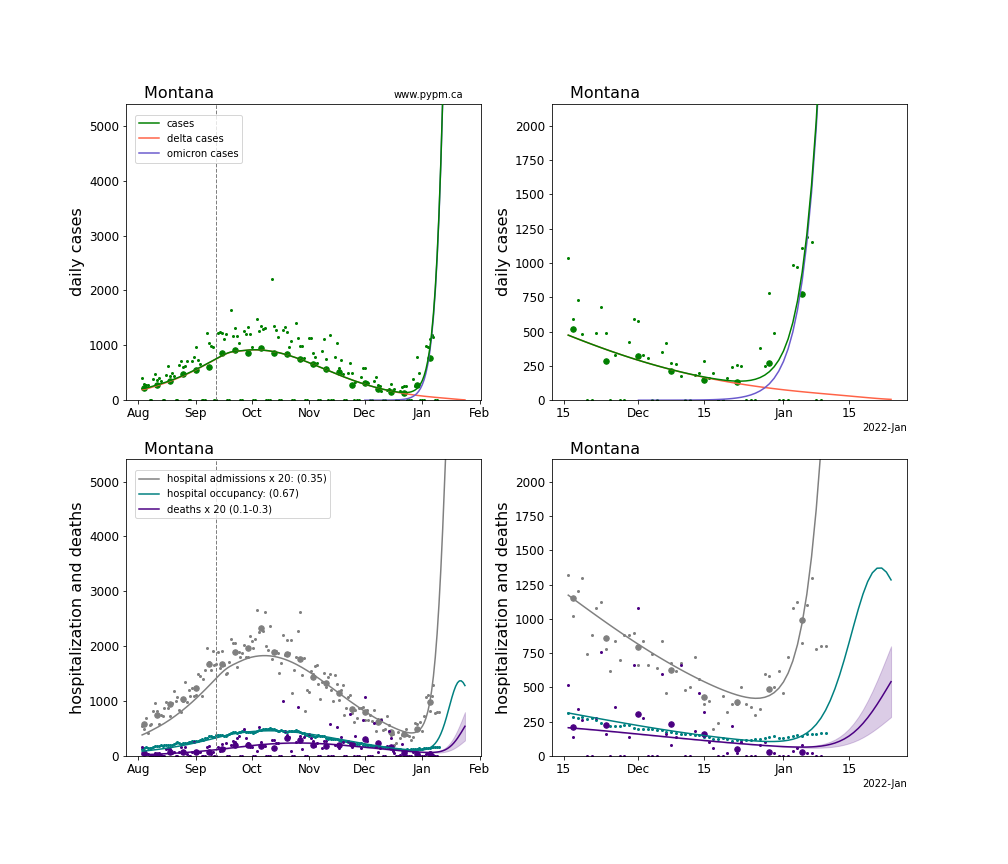 Montana
www.pypm.ca
5000
4000
3000
2000
1000
0
daily cases
cases
delta cases
omicron cases
Aug Sep Oct Nov Dec Jan Feb
Montana
2000
1750
1500
1250
1000
750
500
250
0
daily cases
15 Dec 15 Jan 15
2022-Jan
Montana
5000
4000
3000
2000
1000
0
hospitalization and deaths
hospital admissions x 20: (0.35)
hospital occupancy: (0.67)
deaths x 20 (0.1-0.3)
Aug Sep Oct Nov Dec Jan Feb
Montana
2000
1750
1500
1250
1000
750
500
250
0
hospitalization and deaths
15 Dec 15 Jan 15
2022-Jan